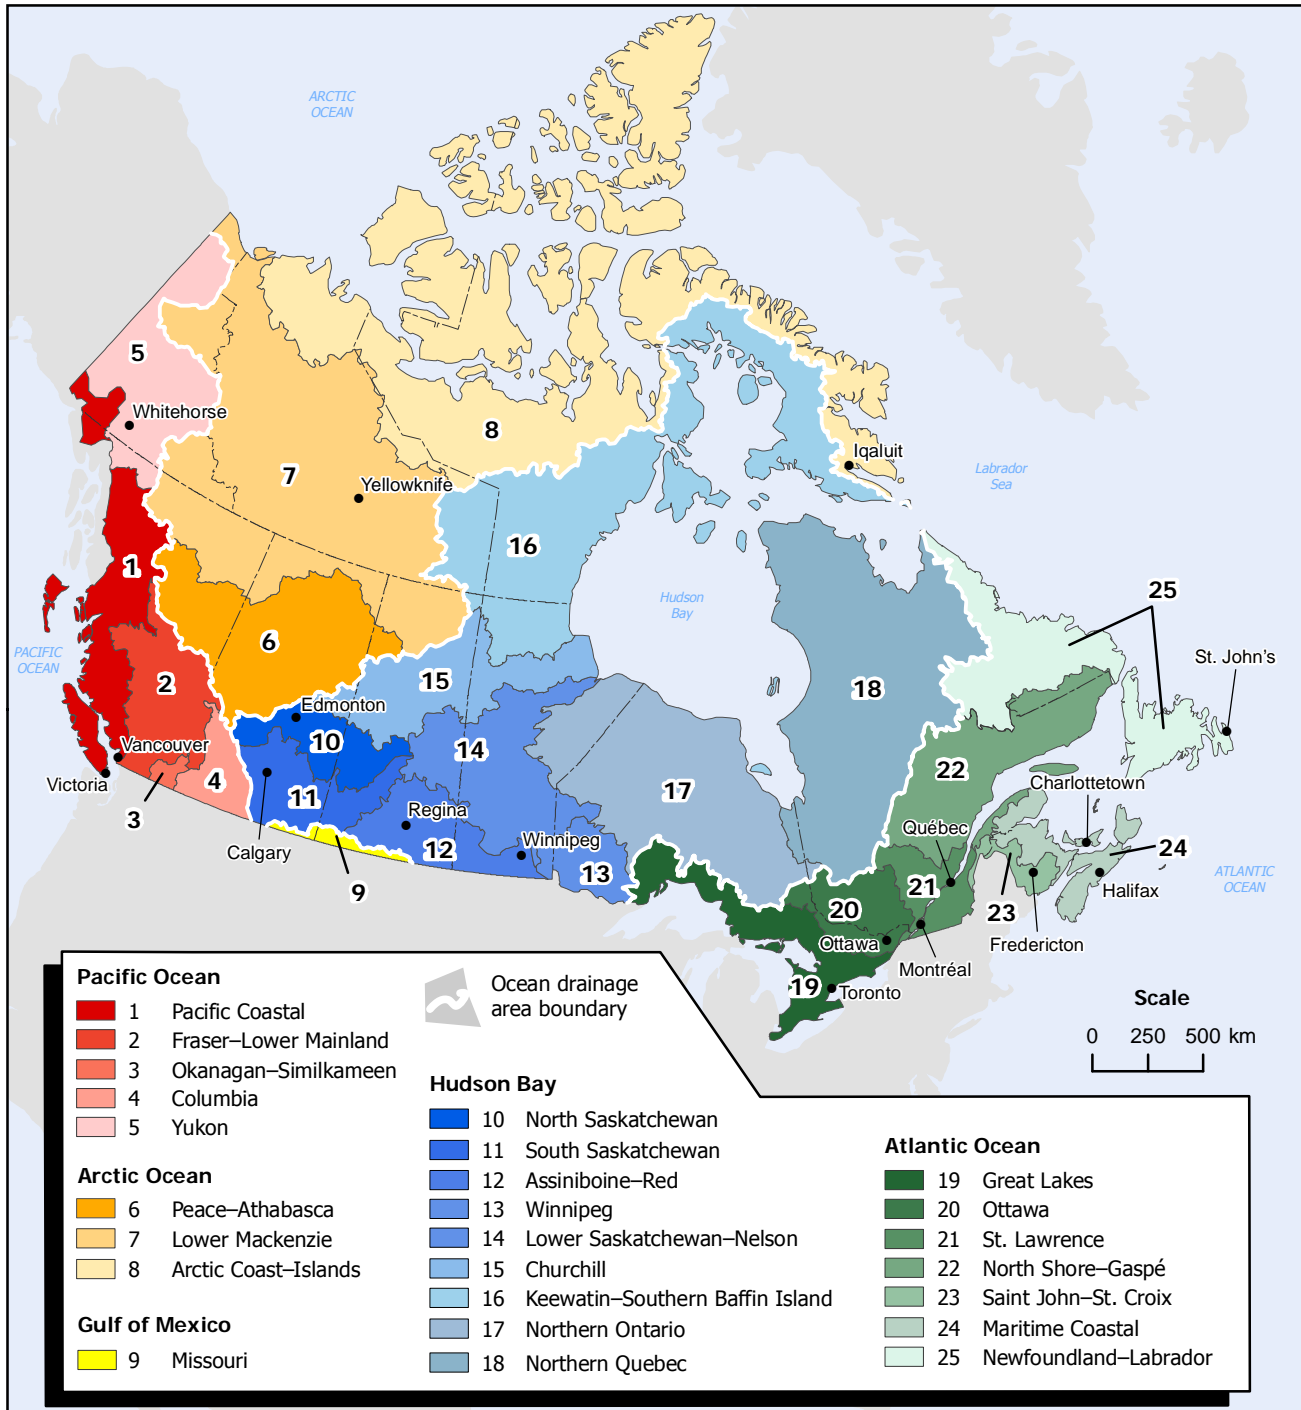 ARCTIC
OCEAN
5
Whitehorse
8
Iqaluit
7
Yellowknife
Labrador
Sea
16
1
Hudson
Bay
25
PACIFIC
OCEAN
6
St. John's
2
15
18
Edmonton
10
14
Vancouver
22
Victoria
4
11
17
Charlottetown
3
Regina
Québec
Calgary
12
Winnipeg
24
9
13
21
ATLANTIC
OCEAN
Halifax
20
23
Ottawa
Fredericton
Montréal
19
Toronto
Scale
0 250 500 km
Ocean drainage
area boundary
Pacific Ocean
1 Pacific Coastal
2 Fraser–Lower Mainland
3 Okanagan–Similkameen
4 Columbia
5 Yukon
Arctic Ocean
6 Peace–Athabasca
7 Lower Mackenzie
8 Arctic Coast–Islands
Gulf of Mexico
9 Missouri
Hudson Bay
10 North Saskatchewan
11 South Saskatchewan
12 Assiniboine–Red
13 Winnipeg
14 Lower Saskatchewan–Nelson
15 Churchill
16 Keewatin–Southern Baffin Island
17 Northern Ontario
18 Northern Quebec
Atlantic Ocean
19 Great Lakes
20 Ottawa
21 St. Lawrence
22 North Shore–Gaspé
23 Saint John–St. Croix
24 Maritime Coastal
25 Newfoundland–Labrador